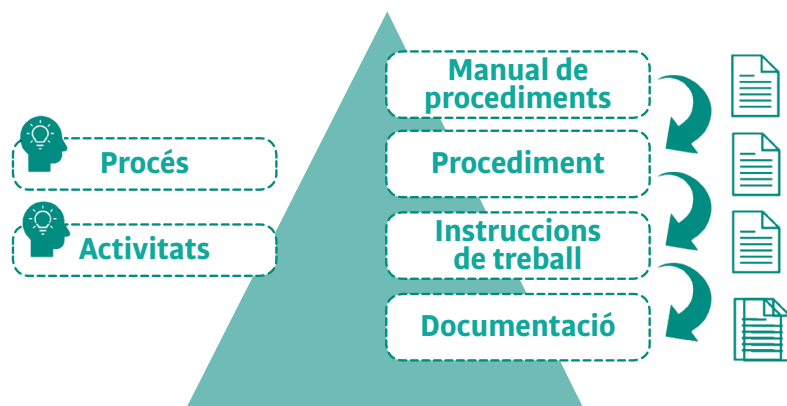 Manual de
procediments
Procés
Procediment
Activitats
Instruccions
de treball
Documentació